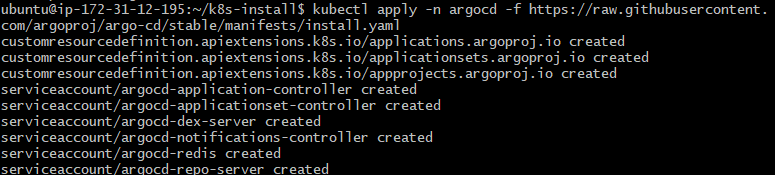 ubuntu@ip-172-31-12-195:~/k8s-install$ kubectl apply -n argocd -f https://raw.githubusercontent.
com/argoproj/argo-cd/stable/manifests/install.yaml
customresourcedefinition.apiextensions.k8s.io/applications.argoproj.io created
customresourcedefinition.apiextensions.k8s.io/applicationsets.argoproj.io created
customresourcedefinition.apiextensions.k8s.io/appprojects.argoproj.io created
serviceaccount/argocd-application-controller created
serviceaccount/argocd-applicationset-controller created
serviceaccount/argocd-dex-server created
serviceaccount/argocd-notifications-controller created
serviceaccount/argocd-redis created
serviceaccount/argocd-repo-server created